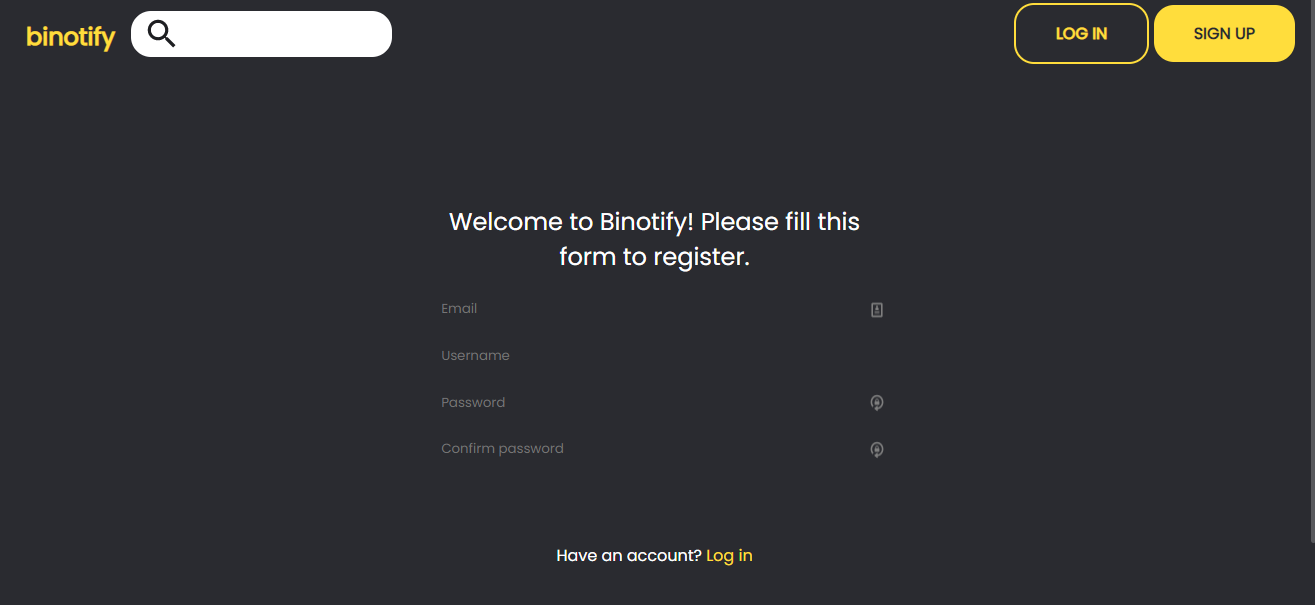 binotify
LOG IN
SIGN UP
Welcome to Binotify! Please fill this
form to register.
Email
Username
Password
Confirm password
Have an account? Log in